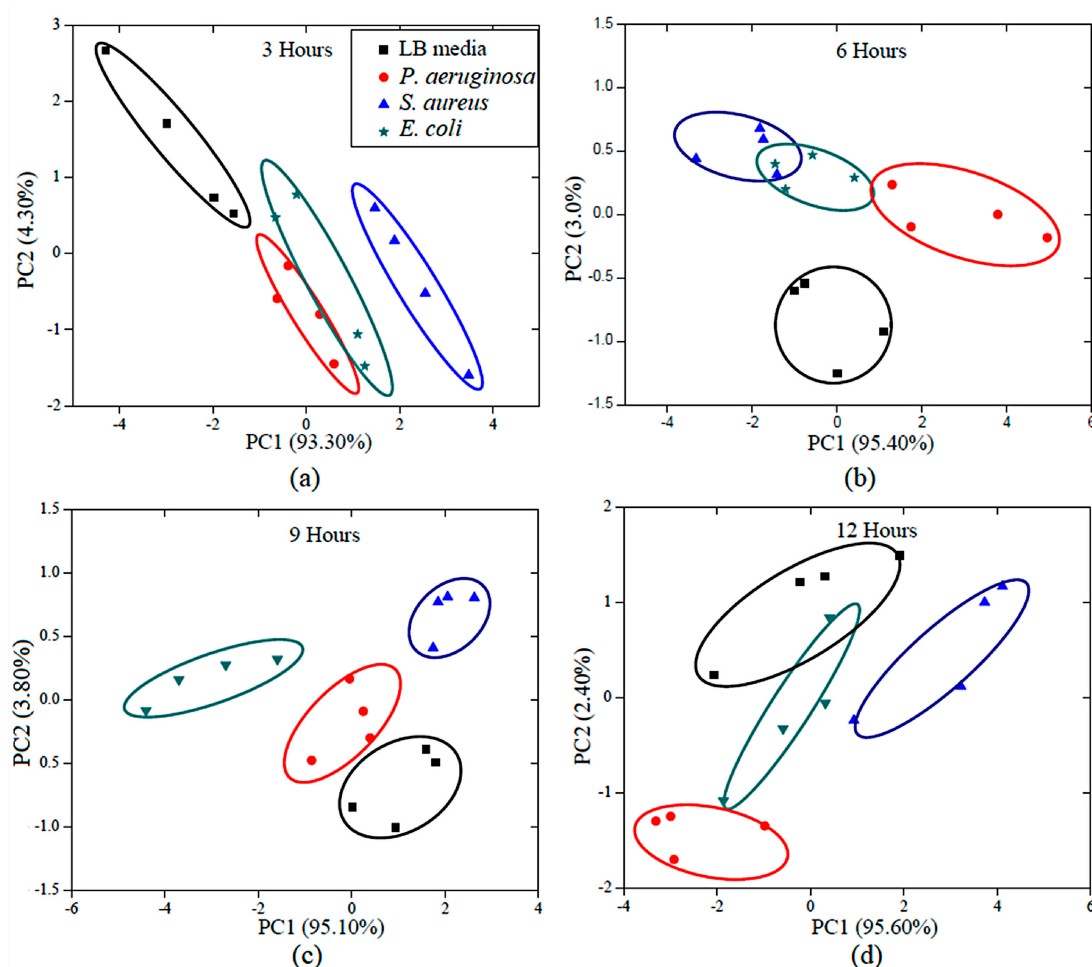 3 Hours
LB media
P. aeruginosa
S. aureus
E. coli
3
2
1
0
-1
-2
PC2 (4.30%)
-4
-2
0
2
4
PC1 (93.30%)
(a)
6 Hours
1.5
1.0
0.5
0.0
-0.5
-1.0
-1.5
PC2 (3.0%)
-4
-2
0
2
4
6
PC1 (95.40%)
(b)
9 Hours
1.5
1.0
0.5
0.0
-0.5
-1.0
-1.5
PC2 (3.80%)
-6
-4
-2
0
2
4
PC1 (95.10%)
(c)
12 Hours
2
1
0
-1
-2
PC2 (2.40%)
-4
-2
0
2
4
6
PC1 (95.60%)
(d)